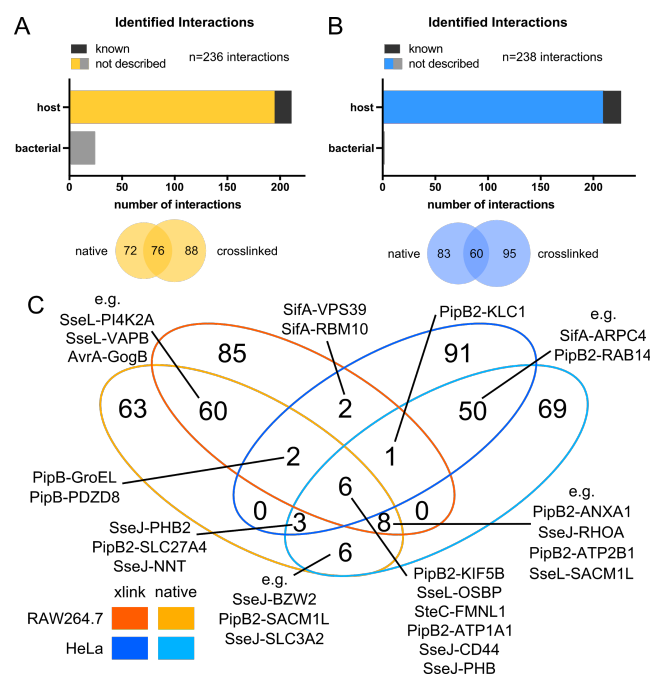 A
Identified Interactions
known
not described
n=236 interactions
host
bacterial
0
50
100
150
200
number of interactions
native
72
76
88
crosslinked
B
Identified Interactions
known
not described
n=238 interactions
host
bacterial
0
50
100
150
200
number of interactions
native
83
60
95
crosslinked
C
e.g.
SseL-PI4K2A
SseL-VAPB
AvrA-GogB
SifA-VPS39
SifA-RBM10
PipB2-KLC1
e.g.
SifA-ARPC4
PipB2-RAB14
85
91
63
60
2
50
69
2
1
6
0
0
3
8
6
PipB-GroEL
PipB-PDZD8
SseJ-PHB2
PipB2-SLC27A4
SseJ-NNT
e.g.
SseJ-BZW2
PipB2-SACM1L
SseJ-SLC3A2
PipB2-KIF5B
SseL-OSBP
SteC-FMNL1
PipB2-ATP1A1
SseJ-CD44
SseJ-PHB
e.g.
PipB2-ANXA1
SseJ-RHOA
PipB2-ATP2B1
SseL-SACM1L
xlink native
RAW264.7
HeLa